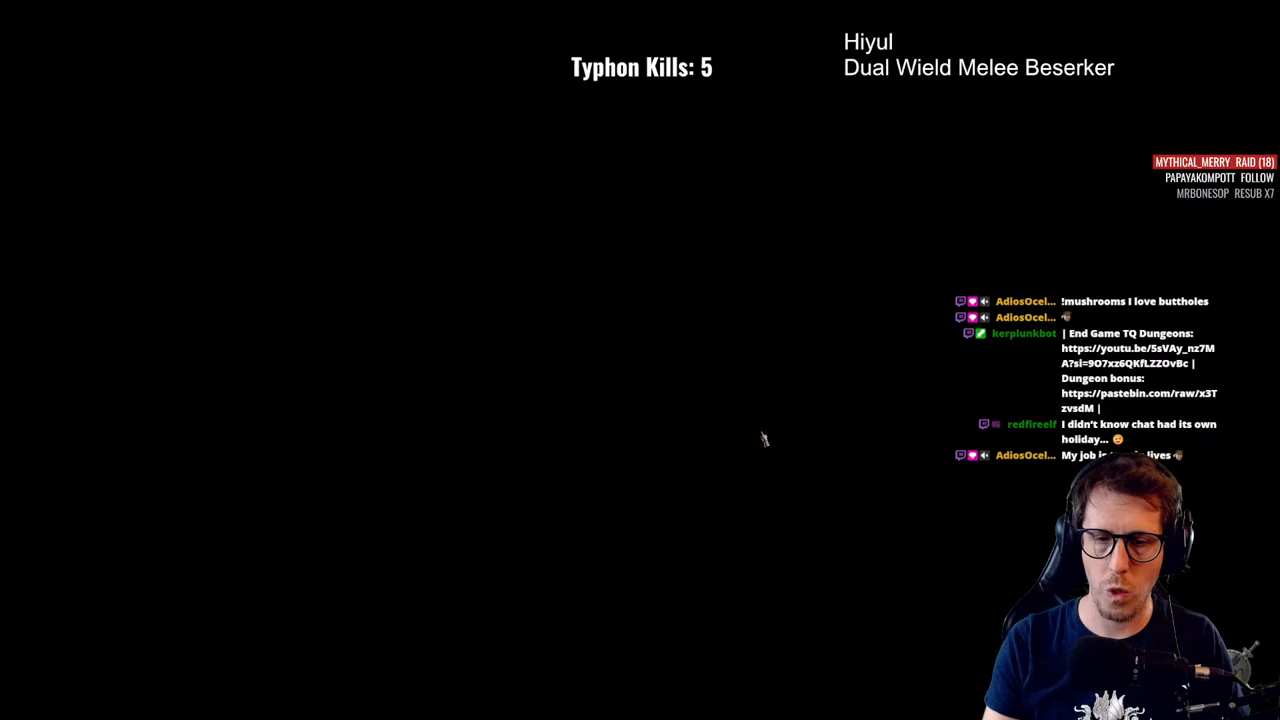 Hiyul
Typhon Kills: 5
Dual Wield Melee Beserker
MYTHICAL_MERRY RAID (18)
PAPAYAKOMPOTT FOLLOW
MRBONESOP RESUB X7
AdiosOcel... !mushrooms I love buttholes
AdiosOcel...
kerplunkbot | End Game TQ Dungeons:
https://youtu.be/5sVAy_nz7M
A?si=9O7xz6QKfLZZOvBc |
Dungeon bonus:
https://pastebin.com/raw/x3T
zvsdM |
redfireelf I didn't know chat had its own
holiday...
AdiosOcel... My job is lives